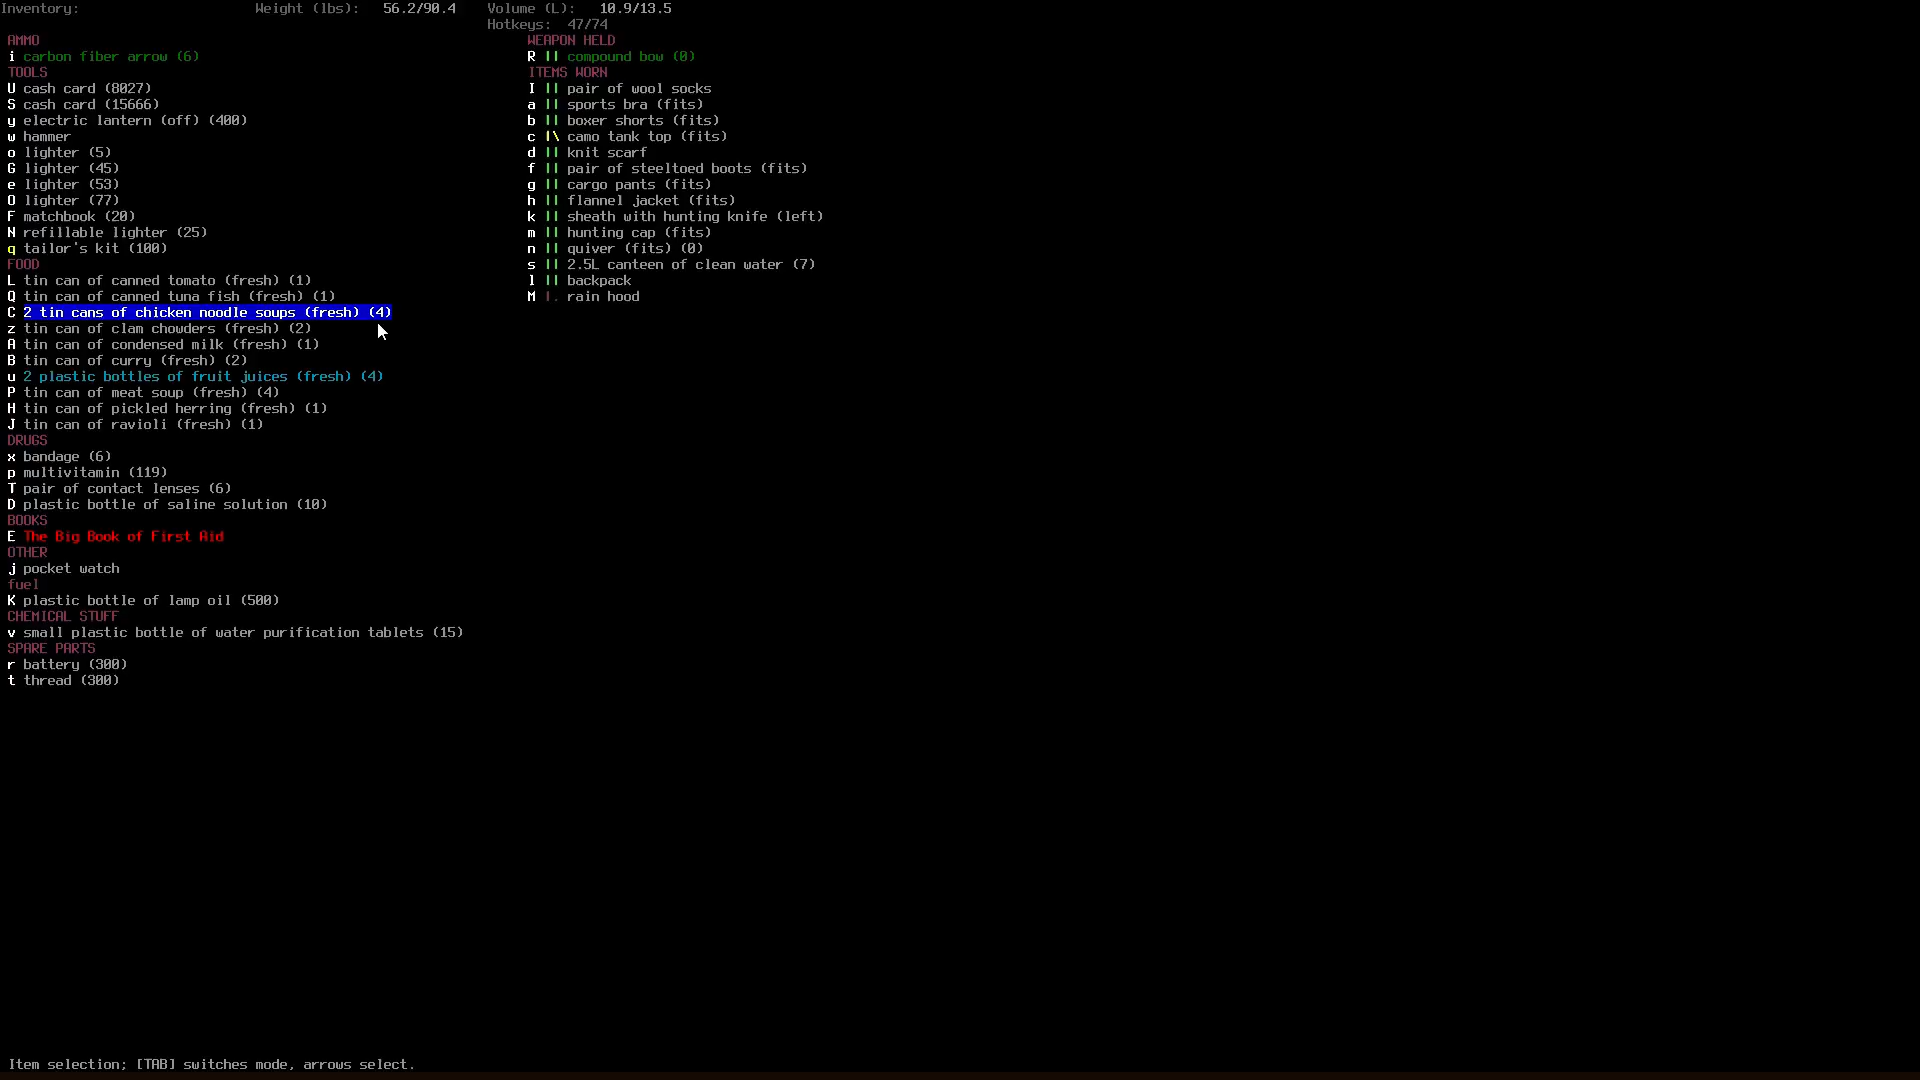 Inventory: Weight (lbs): 56.2/90.4 Volume (L): 10.9/13.5
Hotkeys: 47/74
AMMO
i carbon fiber arrow (6)
TOOLS
U cash card (8027)
S cash card (15666)
y electric lantern (off) (400)
w hammer
o lighter (5)
G lighter (45)
e lighter (53)
O lighter (77)
F matchbook (20)
N refillable lighter (25)
q tailor's kit (100)
FOOD
L tin can of canned tomato (fresh) (1)
Q tin can of canned tuna fish (fresh) (1)
C 2 tin cans of chicken noodle soups (fresh) (4)
z tin can of clam chowders (fresh) (2)
A tin can of condensed milk (fresh) (1)
B tin can of curry (fresh) (2)
u 2 plastic bottles of fruit juices (fresh) (4)
P tin can of meat soup (fresh) (4)
H tin can of pickled herring (fresh) (1)
J tin can of ravioli (fresh) (1)
DRUGS
x bandage (6)
p multivitamin (119)
T pair of contact lenses (6)
D plastic bottle of saline solution (10)
BOOKS
E The Big Book of First Aid
OTHER
j pocket watch
fuel
K plastic bottle of lamp oil (500)
CHEMICAL STUFF
v small plastic bottle of water purification tablets (15)
SPARE PARTS
r battery (300)
t thread (300)
WEAPON HELD
R || compound bow (0)
ITEMS WORN
I || pair of wool socks
a || sports bra (fits)
b || boxer shorts (fits)
c |\ camo tank top (fits)
d || knit scarf
f || pair of steeltoed boots (fits)
g || cargo pants (fits)
h || flannel jacket (fits)
k || sheath with hunting knife (left)
m || hunting cap (fits)
n || quiver (fits) (0)
s || 2.5L canteen of clean water (7)
l || backpack
M |. rain hood
Item selection; [TAB] switches mode, arrows select.